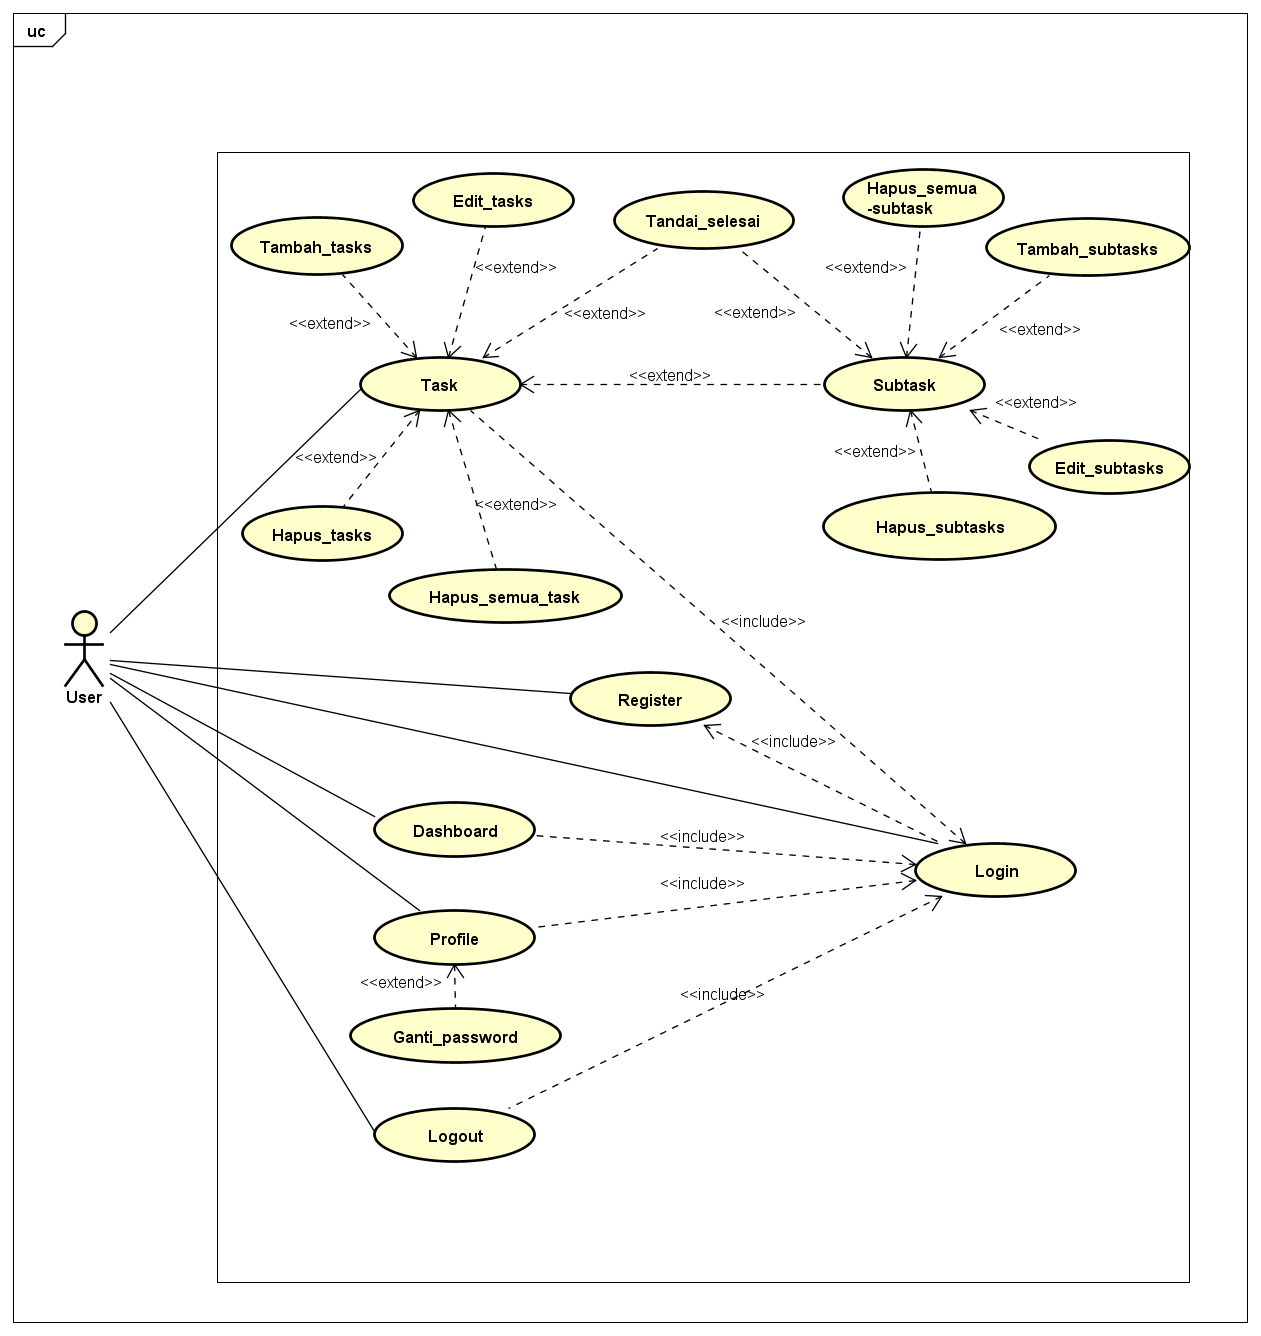 uc
Edit_tasks
Hapus_semua
-subtask
Tandai_selesai
Tambah_tasks
Tambah_subtasks
<<extend>>
<<extend>>
<<extend>>
<<extend>>
<<extend>>
<<extend>>
<<extend>>
Task
Subtask
<<extend>>
<<extend>>
<<extend>>
Edit_subtasks
<<extend>>
Hapus_tasks
Hapus_subtasks
Hapus_semua_task
<<include>>
User
Register
<<include>>
Dashboard
<<include>>
Login
<<include>>
Profile
<<extend>>
<<include>>
Ganti_password
Logout